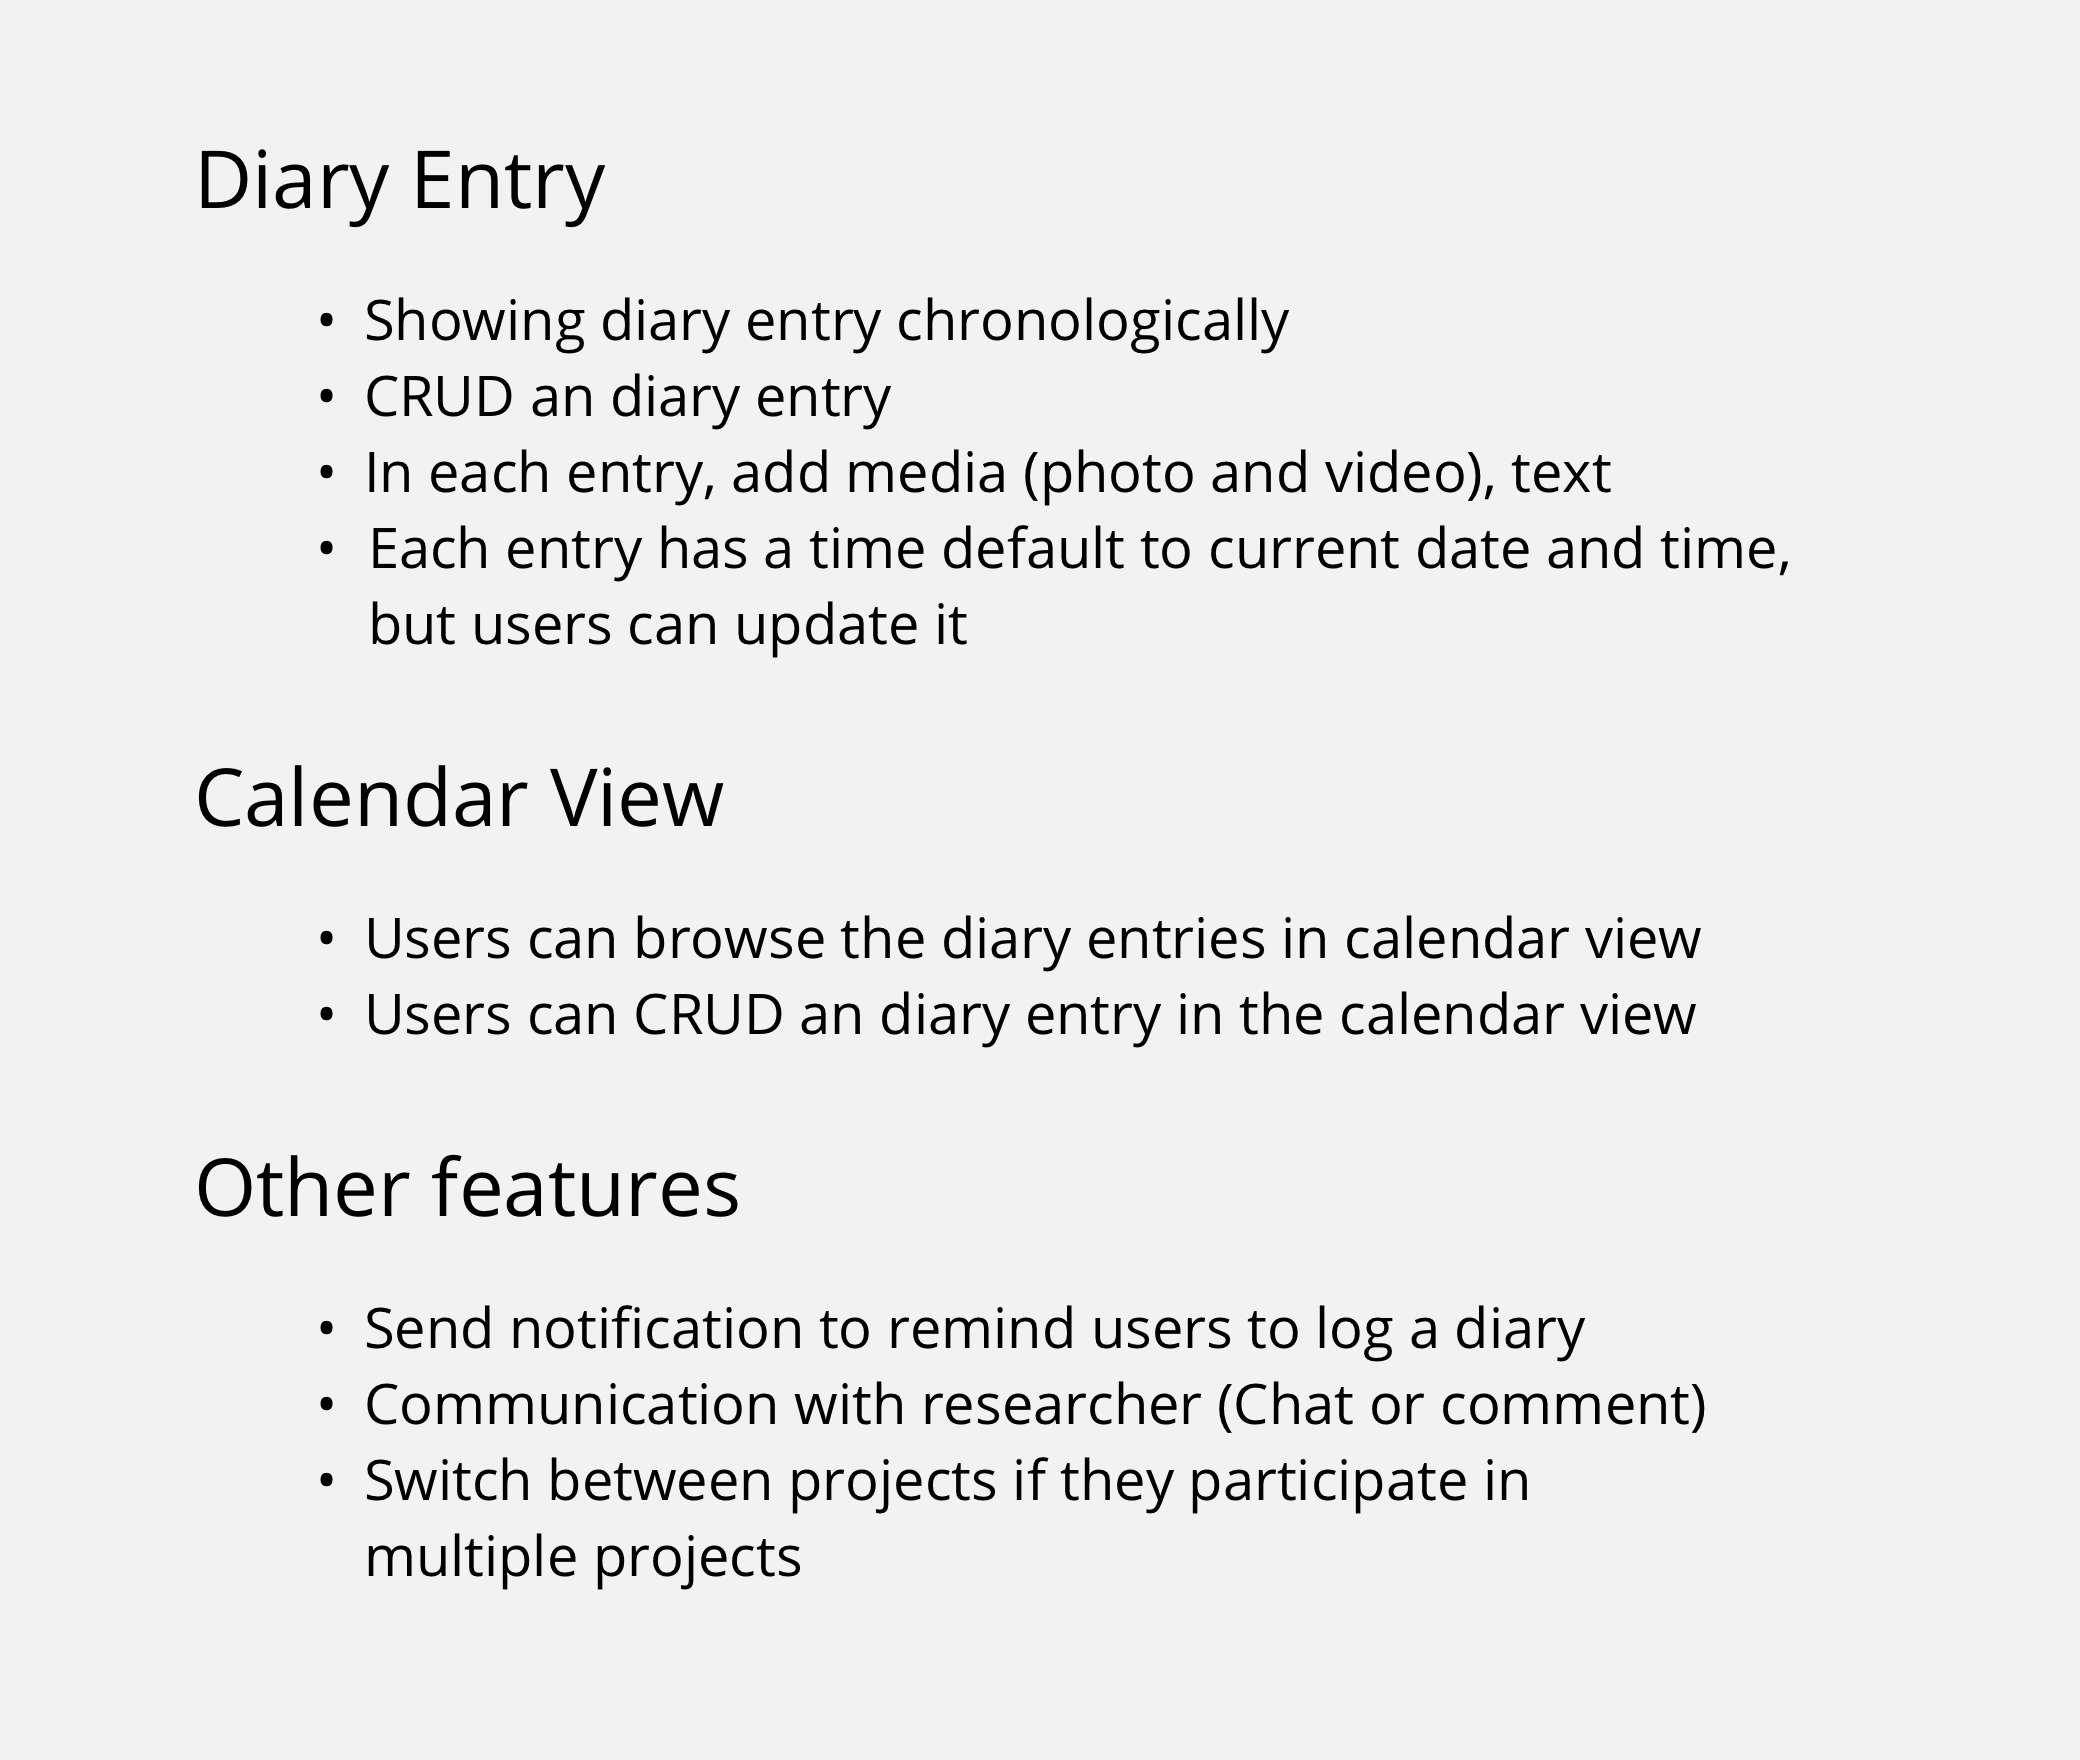 Diary Entry
• Showing diary entry chronologically
• CRUD an diary entry
• In each entry, add media (photo and video), text
• Each entry has a time default to current date and time,
but users can update it
Calendar View
• Users can browse the diary entries in calendar view
• Users can CRUD an diary entry in the calendar view
Other features
• Send notification to remind users to log a diary
• Communication with researcher (Chat or comment)
• Switch between projects if they participate in
multiple projects